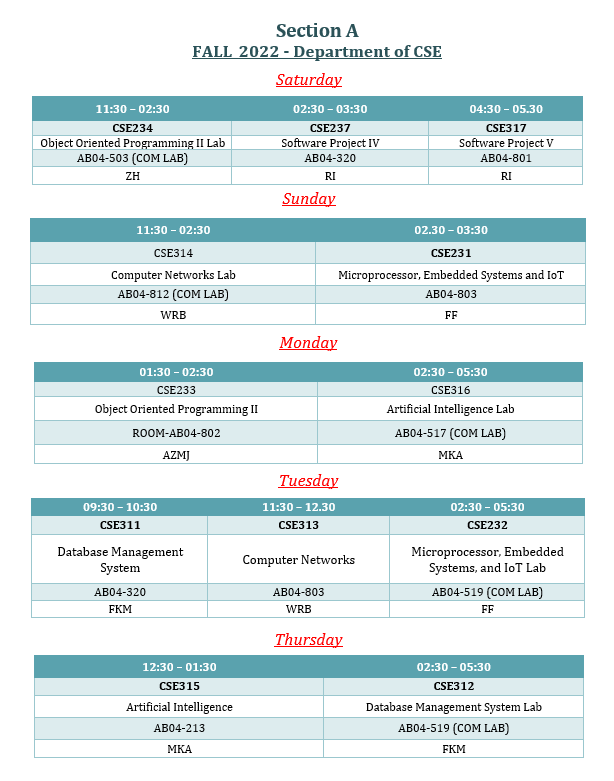 Section A
FALL 2022 - Department of CSE
Saturday
11:30 – 02:30 02:30 – 03:30 04:30 – 05.30
CSE234 CSE237 CSE317
Object Oriented Programming II Lab Software Project IV Software Project V
AB04-503 (COM LAB) AB04-320 AB04-801
ZH RI RI
Sunday
11:30 – 02:30 02.30 – 03:30
CSE314 CSE231
Computer Networks Lab Microprocessor, Embedded Systems and IoT
AB04-812 (COM LAB) AB04-803
WRB FF
Monday
01:30 – 02:30 02:30 – 05:30
CSE233 CSE316
Object Oriented Programming II Artificial Intelligence Lab
ROOM-AB04-802 AB04-517 (COM LAB)
AZMJ MKA
Tuesday
09:30 – 10:30 11:30 – 12.30 02:30 – 05:30
CSE311 CSE313 CSE232
Database Management System Computer Networks Microprocessor, Embedded Systems, and IoT Lab
AB04-320 AB04-803 AB04-519 (COM LAB)
FKM WRB FF
Thursday
12:30 – 01:30 02:30 – 05:30
CSE315 CSE312
Artificial Intelligence Database Management System Lab
AB04-213 AB04-519 (COM LAB)
MKA FKM